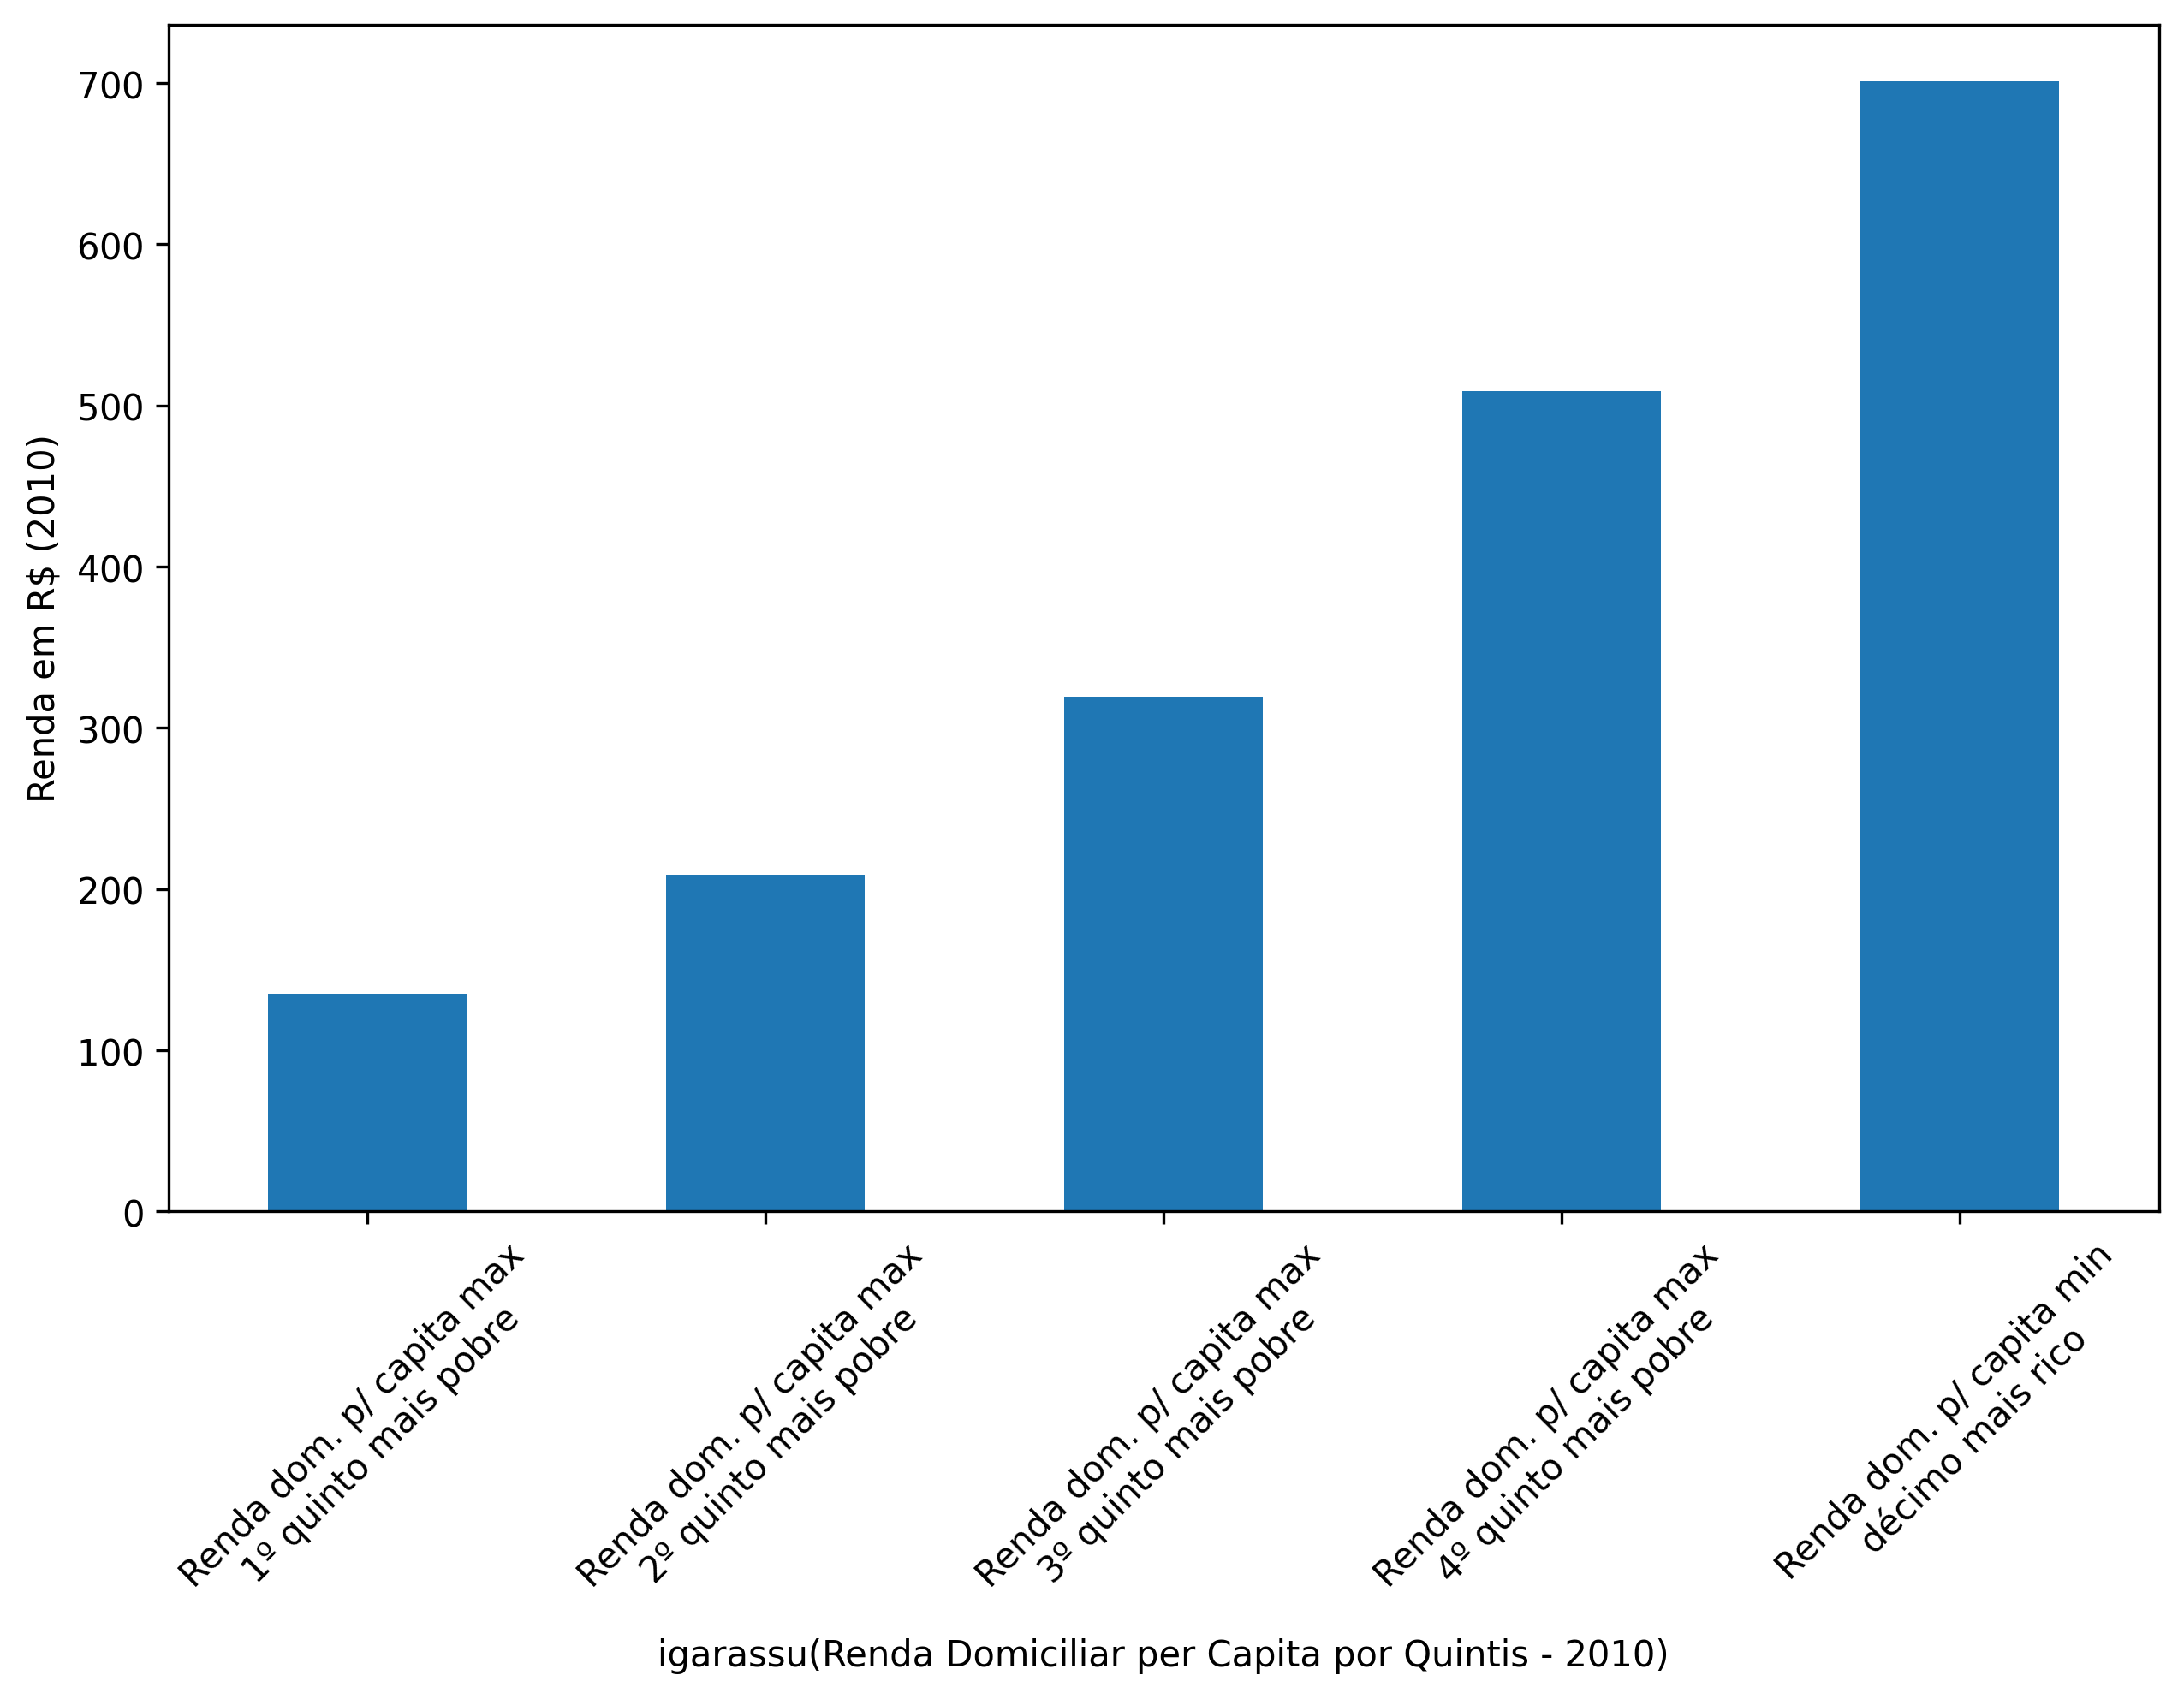 Renda em R$ (2010)
700
600
500
400
300
200
100
0
Renda dom. p/ capita max
1º quinto mais pobre
Renda dom. p/ capita max
2º quinto mais pobre
Renda dom. p/ capita max
3º quinto mais pobre
Renda dom. p/ capita max
4º quinto mais pobre
Renda dom. p/ capita min
décimo mais rico
igarassu(Renda Domiciliar per Capita por Quintis - 2010)